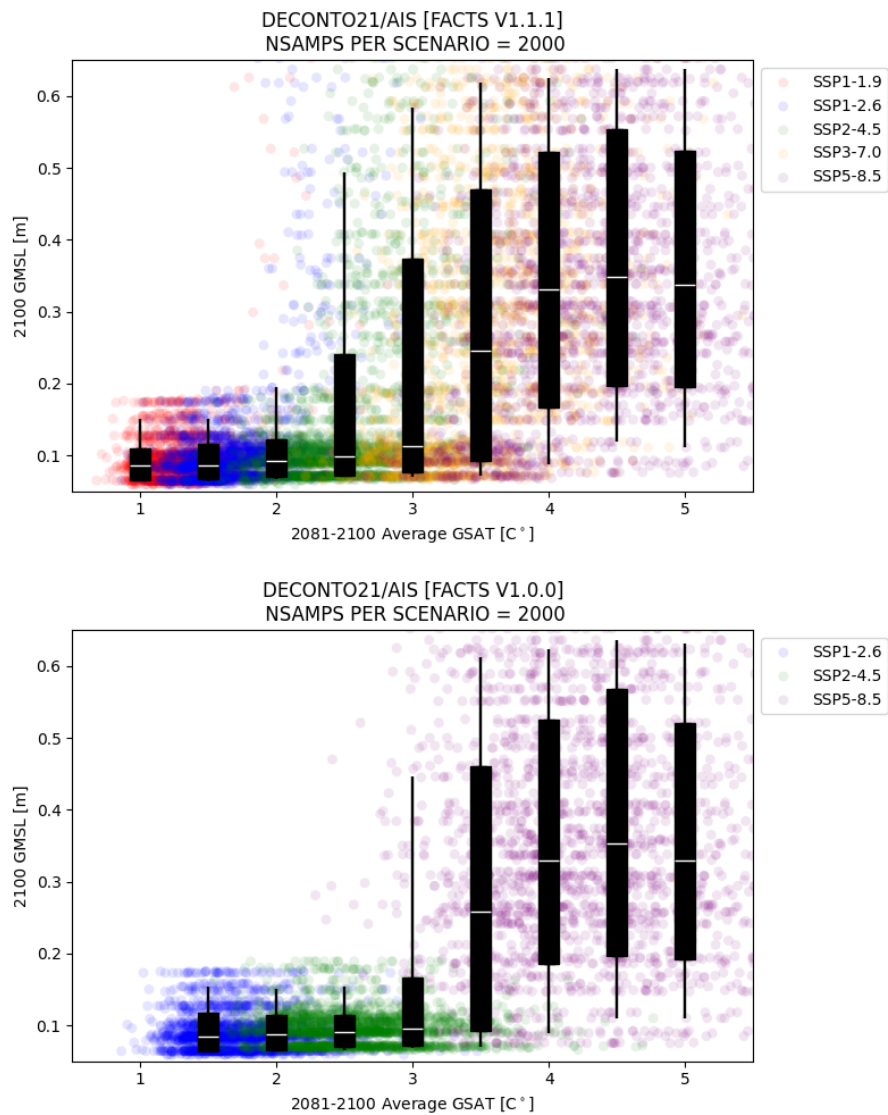 DECONTO21/AIS [FACTS V1.1.1]
NSAMPS PER SCENARIO = 2000
SSP1-1.9
SSP1-2.6
SSP2-4.5
SSP3-7.0
SSP5-8.5
0.6
0.5
0.4
0.3
0.2
0.1
2100 GMSL [m]
1 2 3 4 5
2081-2100 Average GSAT [C°]
DECONTO21/AIS [FACTS V1.0.0]
NSAMPS PER SCENARIO = 2000
SSP1-2.6
SSP2-4.5
SSP5-8.5
0.6
0.5
0.4
0.3
0.2
0.1
2100 GMSL [m]
1 2 3 4 5
2081-2100 Average GSAT [C°]